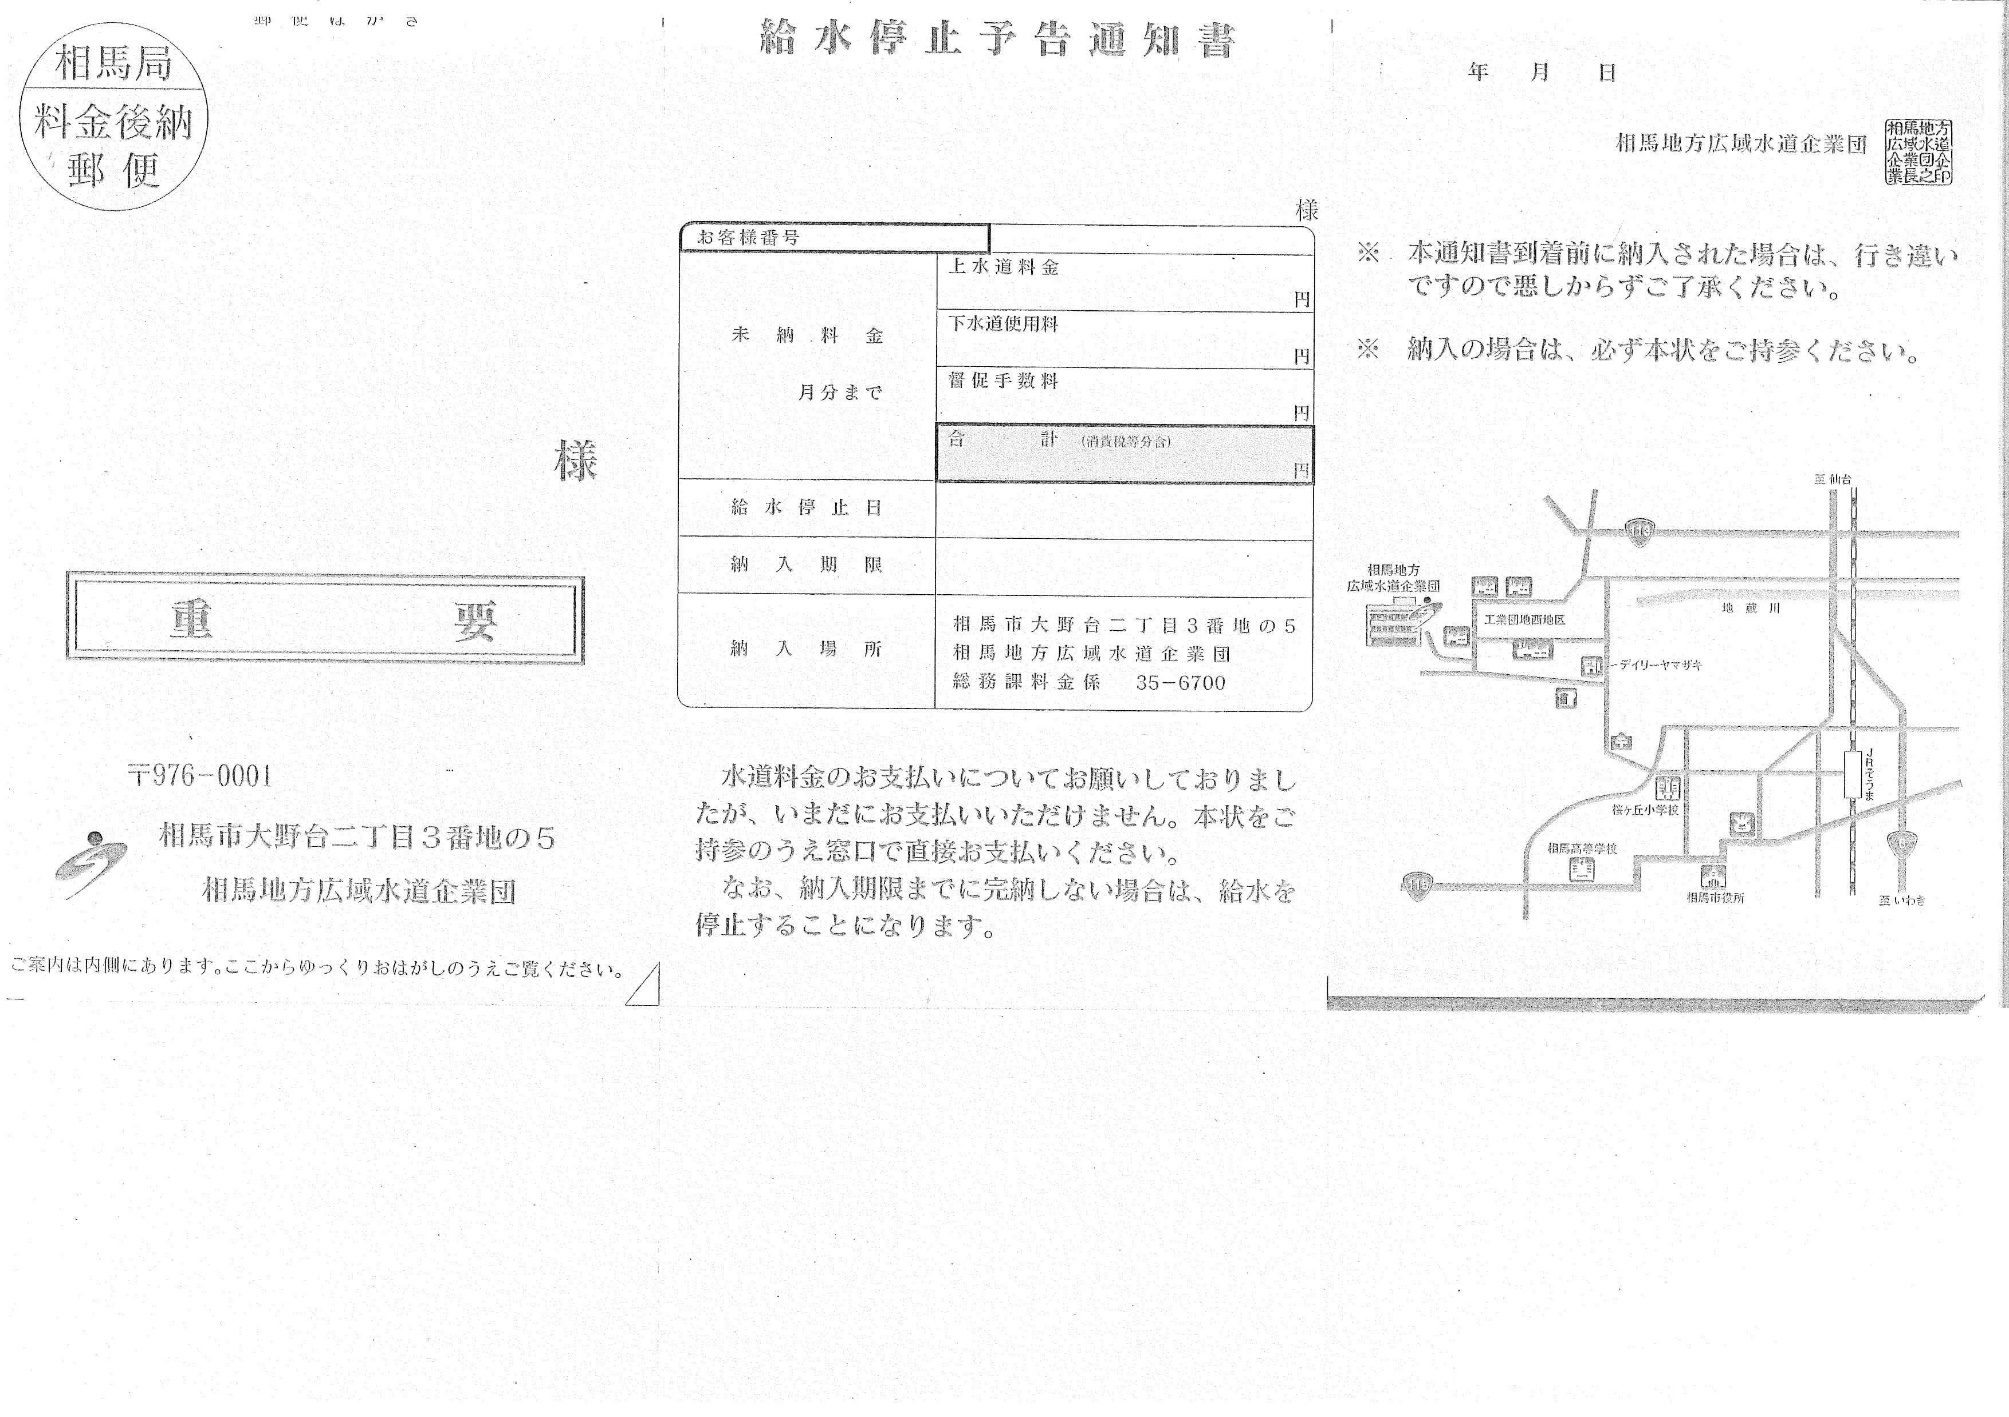 郵便はがき
相馬局
料金後納
郵便
様
重要
〒976-0001
相馬市大野台二丁目3番地の5
相馬地方広域水道企業団
ご案内は内側にあります。ここからゆっくりおはがしのうえご覧ください。
給水停止予告通知書
様
お客様番号
未納料金
月分まで
上水道料金
円
下水道使用料
円
督促手数料
円
合計 (消費税等分含)
円
給水停止日
納入期限
納入場所
相馬市大野台二丁目3番地の5
相馬地方広域水道企業団
総務課料金係 35-6700
水道料金のお支払いについてお願いしておりまし
たが、いまだにお支払いいただけません。本状をご
持参のうえ窓口で直接お支払いください。
なお、納入期限までに完納しない場合は、給水を
停止することになります。
年 月 日
相馬地方広域水道企業団
相馬地方
広域水道
企業団企
業長之印
※ 本通知書到着前に納入された場合は、行き違い
ですので悪しからずご了承ください。
※ 納入の場合は、必ず本状をご持参ください。
至仙台
113
相馬地方
広域水道企業団
工業団地西地区
地蔵川
デイリーヤマザキ
JRそうま
桜ヶ丘小学校
相馬高等学校
相馬市役所
至いわき